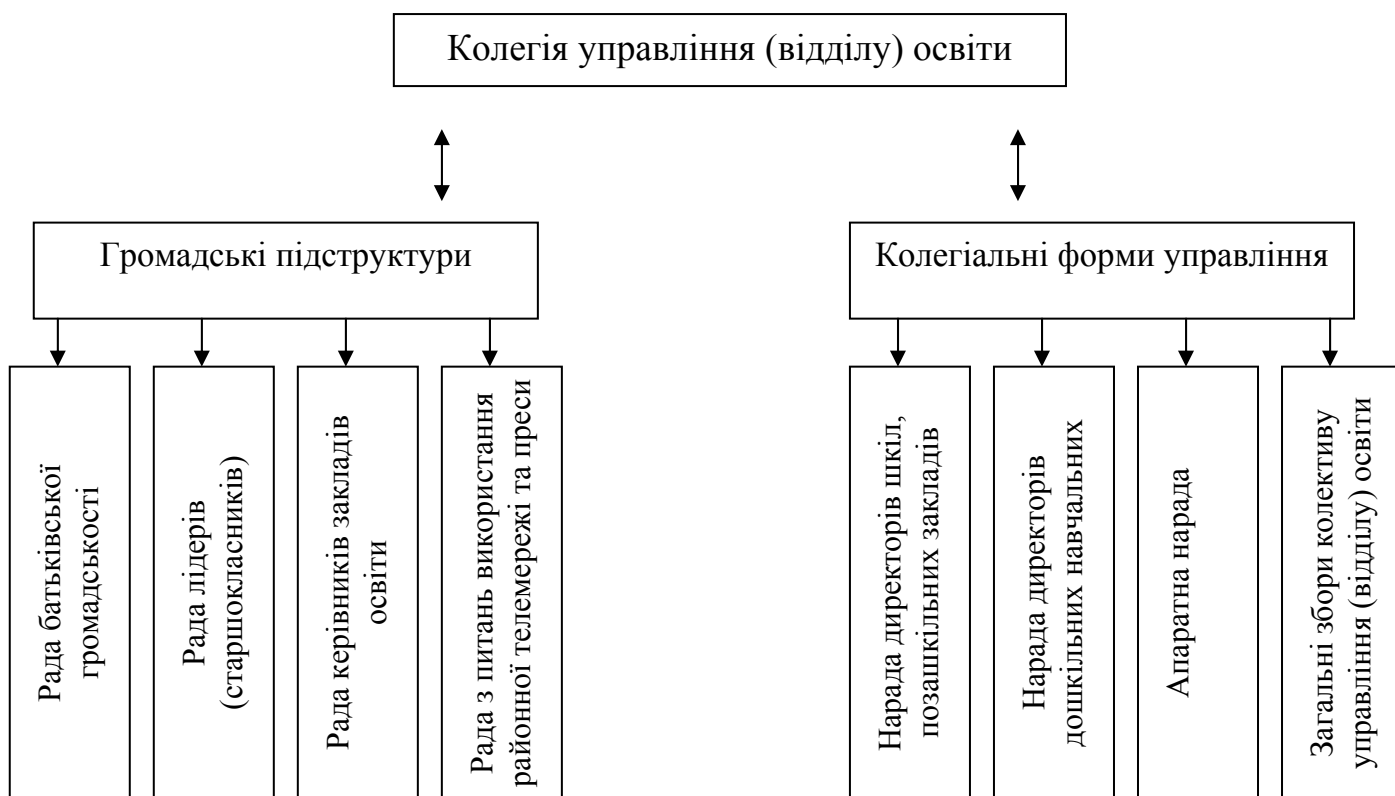 Колегія управління (відділу) освіти
Громадські підструктури
Колегіальні форми управління
Рада батьківської
громадськості
Рада лідерів
(старшокласників)
Рада керівників закладів
освіти
Рада з питань використання
районної телемережі та преси
Нарада директорів шкіл,
позашкільних закладів
Нарада директорів
дошкільних навчальних
Апаратна нарада
Загальні збори колективу
управління (відділу) освіти